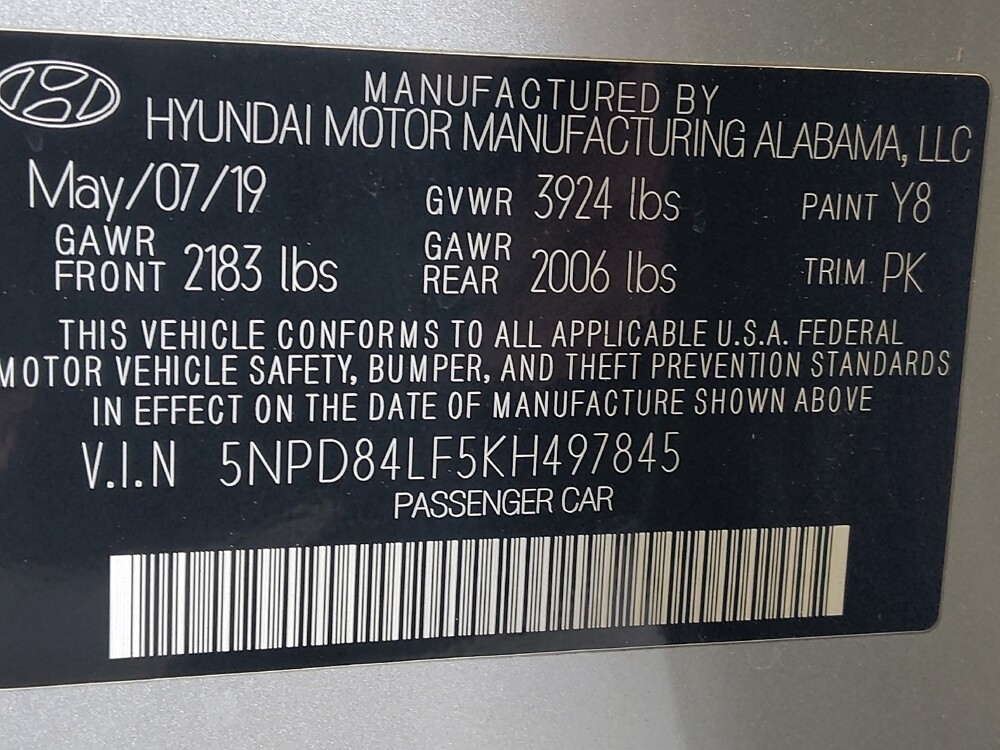 MANUFACTURED BY
HYUNDAI MOTOR MANUFACTURING ALABAMA, LLC
May/07/19 GVWR 3924 lbs PAINT Y8
GAWR FRONT 2183 lbs GAWR REAR 2006 lbs TRIM PK
THIS VEHICLE CONFORMS TO ALL APPLICABLE U.S.A. FEDERAL
MOTOR VEHICLE SAFETY, BUMPER, AND THEFT PREVENTION STANDARDS
IN EFFECT ON THE DATE OF MANUFACTURE SHOWN ABOVE
V.I.N 5NPD84LF5KH497845
PASSENGER CAR